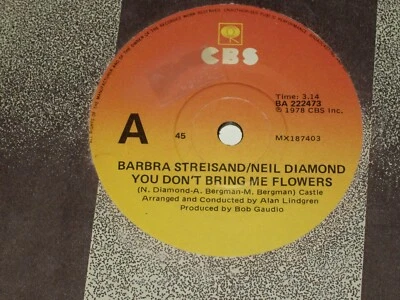 CBS
Time: 3.14
BA 222473
Ⓟ 1978 CBS Inc.
A
45
MX187403
BARBRA STREISAND/NEIL DIAMOND
YOU DON'T BRING ME FLOWERS
(N. Diamond-A. Bergman-M. Bergman) Castle
Arranged and Conducted by Alan Lindgren
Produced by Bob Gaudio